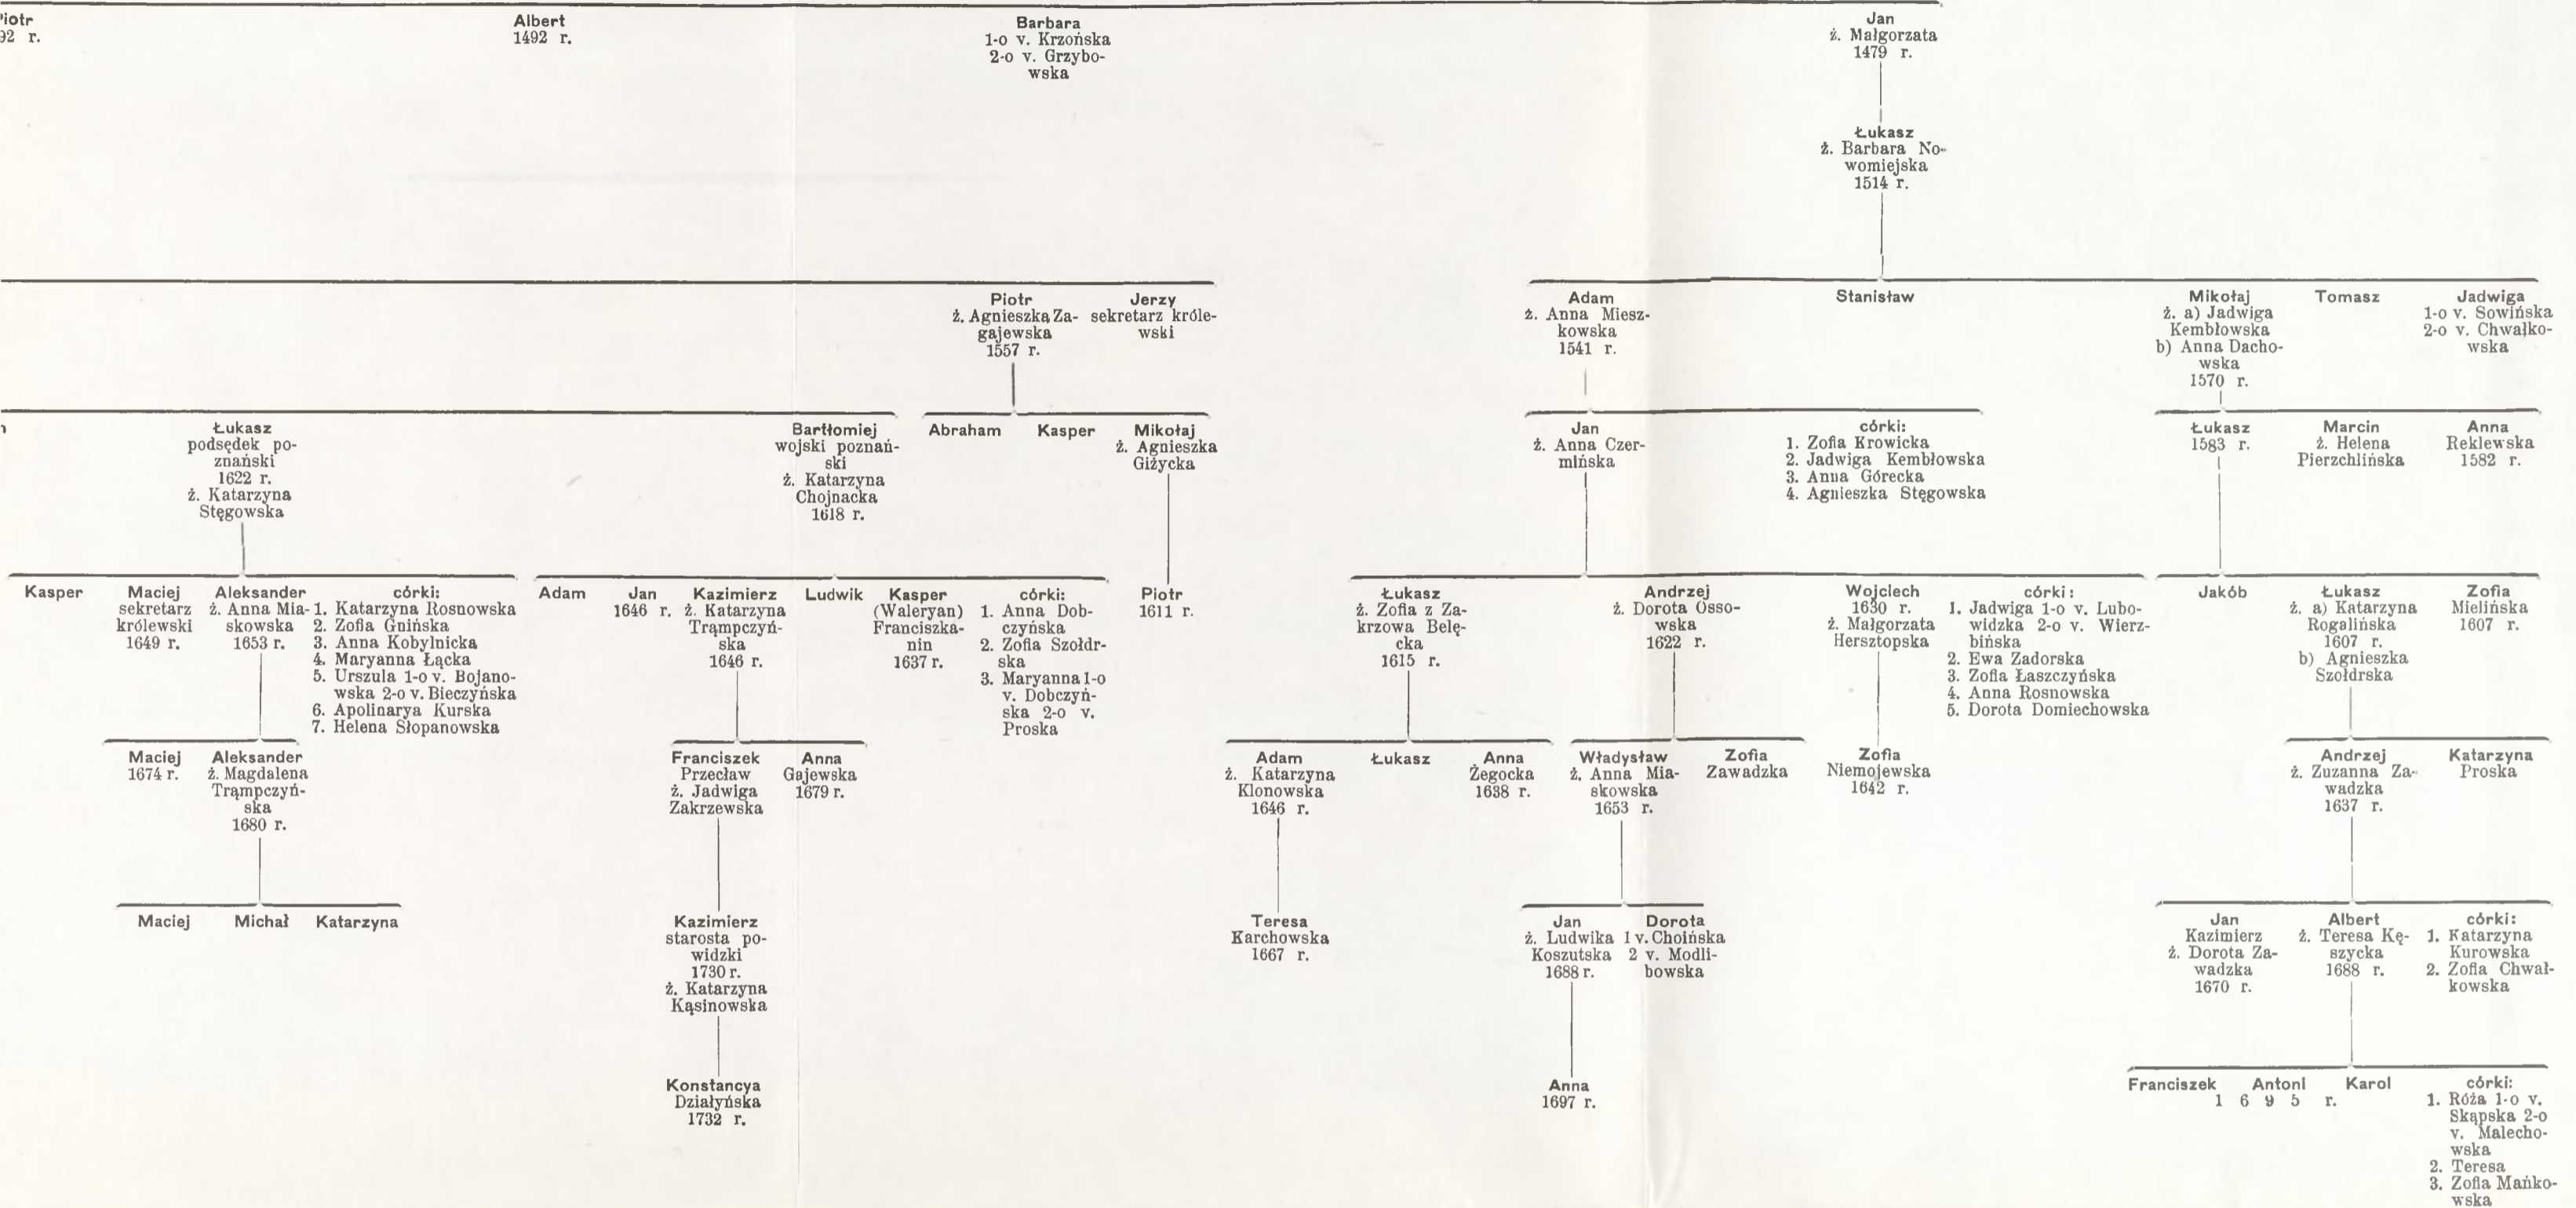 Albert
1492 r.
Barbara
1-o v. Krzońska
2-o v. Grzybo-
wska
Jan
ż. Małgorzata
1479 r.
Łukasz
ż. Barbara No-
womiejska
1514 r.
Piotr
ż. Agnieszka Za-
gajewska
1557 r.
Jerzy
sekretarz króle-
wski
Adam
ż. Anna Miesz-
kowska
1541 r.
Stanisław
Mikołaj
ż. a) Jadwiga
Kembłowska
b) Anna Dacho-
wska
1570 r.
Tomasz
Jadwiga
1-o v. Sowińska
2-o v. Chwałko-
wska
Łukasz
podsędek po-
znański
1622 r.
ż. Katarzyna
Stęgowska
Bartłomiej
wojski poznań-
ski
ż. Katarzyna
Chojnacka
1618 r.
Abraham
Kasper
Mikołaj
ż. Agnieszka
Giżycka
Jan
ż. Anna Czer-
mińska
córki:
1. Zofia Krowicka
2. Jadwiga Kembłowska
3. Anna Górecka
4. Agnieszka Stęgowska
Łukasz
1583 r.
Marcin
ż. Helena
Pierzchlińska
Anna
Reklewska
1582 r.
Kasper
Maciej
sekretarz
królewski
1649 r.
Aleksander
ż. Anna Mia-
skowska
1653 r.
córki:
1. Katarzyna Rosnowska
2. Zofia Gnińska
3. Anna Kobylnicka
4. Maryanna Łącka
5. Urszula 1-o v. Bojano-
wska 2-o v. Bieczyńska
6. Apolinarya Kurska
7. Helena Słopanowska
Adam
Jan
1646 r.
Kazimierz
ż. Katarzyna
Trąmpczyń-
ska
1646 r.
Ludwik
Kasper
(Waleryan)
Franciszka-
nin
1637 r.
córki:
1. Anna Dob-
czyńska
2. Zofia Szołdr-
ska
3. Maryanna 1-o
v. Dobczyń-
ska 2-o v.
Proska
Piotr
1611 r.
Łukasz
ż. Zofia z Za-
krzowa Belę-
cka
1615 r.
Andrzej
ż. Dorota Osso-
wska
1622 r.
Wojciech
1630 r.
ż. Małgorzata
Hersztopska
córki:
1. Jadwiga 1-o v. Lubo-
widzka 2-o v. Wierz-
bińska
2. Ewa Zadorska
3. Zofia Łaszczyńska
4. Anna Rosnowska
5. Dorota Domiechowska
Jakób
Łukasz
ż. a) Katarzyna
Rogalińska
1607 r.
b) Agnieszka
Szołdrska
Zofia
Mielińska
1607 r.
Maciej
1674 r.
Aleksander
ż. Magdalena
Trąmpczyń-
ska
1680 r.
Franciszek
Przecław
ż. Jadwiga
Zakrzewska
Anna
Gajewska
1679 r.
Adam
ż. Katarzyna
Klonowska
1646 r.
Łukasz
Anna
Żegocka
1638 r.
Władysław
ż. Anna Mia-
skowska
1653 r.
Zofia
Zawadzka
Zofia
Niemojewska
1642 r.
Andrzej
ż. Zuzanna Za-
wadzka
1637 r.
Katarzyna
Proska
Maciej
Michał
Katarzyna
Kazimierz
starosta po-
widzki
1730 r.
ż. Katarzyna
Kąsinowska
Teresa
Karchowska
1667 r.
Jan
ż. Ludwika
Koszutska
1688 r.
Dorota
1 v. Choińska
2 v. Modli-
bowska
Jan
Kazimierz
ż. Dorota Za-
wadzka
1670 r.
Albert
ż. Teresa Kę-
szycka
1688 r.
córki:
1. Katarzyna
Kurowska
2. Zofia Chwał-
kowska
Konstancya
Działyńska
1732 r.
Anna
1697 r.
Franciszek Antoni Karol
1 6 9 5 r.
córki:
1. Róża 1-o v.
Skąpska 2-o
v. Malecho-
wska
2. Teresa
3. Zofia Mańko-
wska